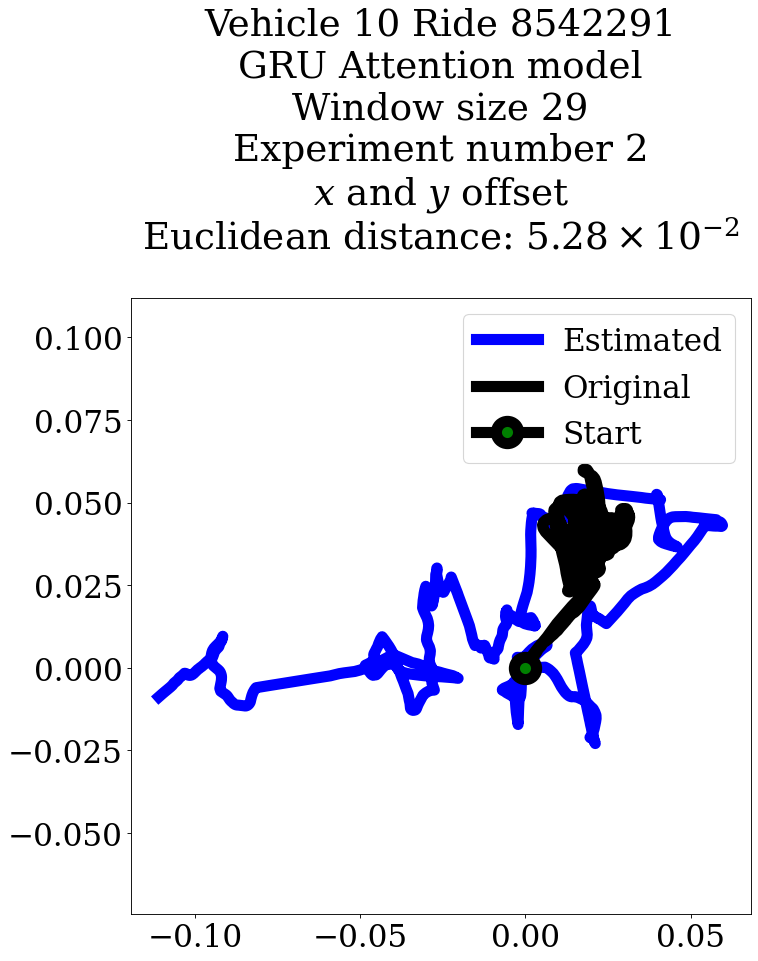 Vehicle 10 Ride 8542291
GRU Attention model
Window size 29
Experiment number 2
x and y offset
Euclidean distance: 5.28 × 10⁻²
Estimated
Original
Start
0.100
0.075
0.050
0.025
0.000
−0.025
−0.050
−0.10 −0.05 0.00 0.05